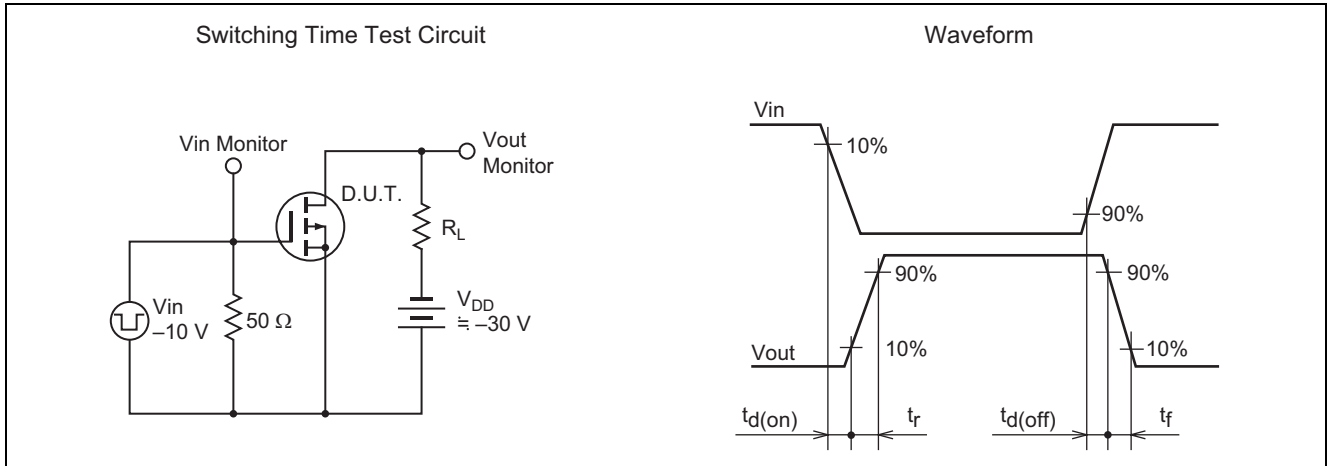 Switching Time Test Circuit
Vin Monitor
Vout
Monitor
D.U.T.
RL
Vin
–10 V
50 Ω
VDD
≒ –30 V
Waveform
Vin
10%
90%
90%
90%
Vout
10%
10%
td(on)
tr
td(off)
tf